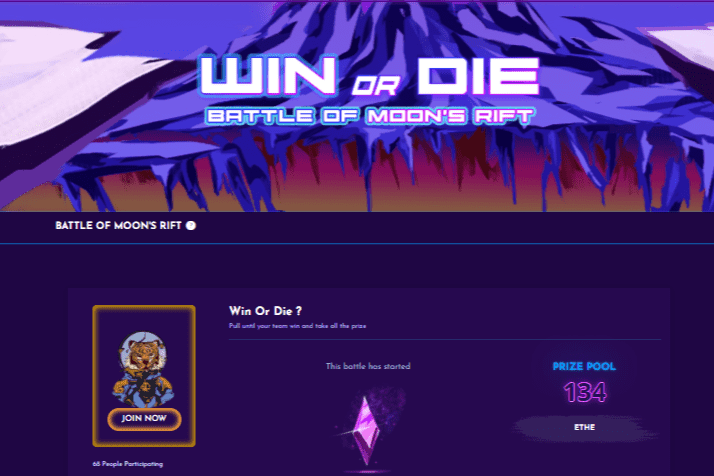 WIN OR DIE
BATTLE OF MOON'S RIFT
BATTLE OF MOON'S RIFT ?
Win Or Die ?
Pull until your team win and take all the prize
This battle has started
PRIZE POOL
134
ETHE
JOIN NOW
68 People Participating